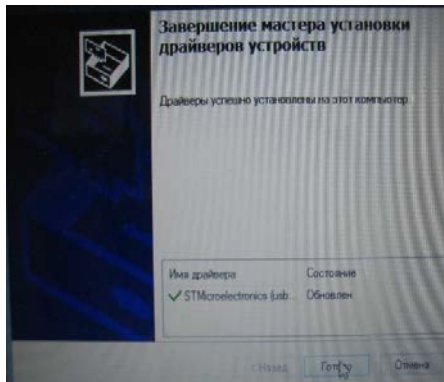 Завершение мастера установки
драйверов устройств
Драйверы успешно установлены на этот компьютер.
Имя драйвера Состояние
STMicroelectronics (usb... Обновлен
< Назад Готово Отмена